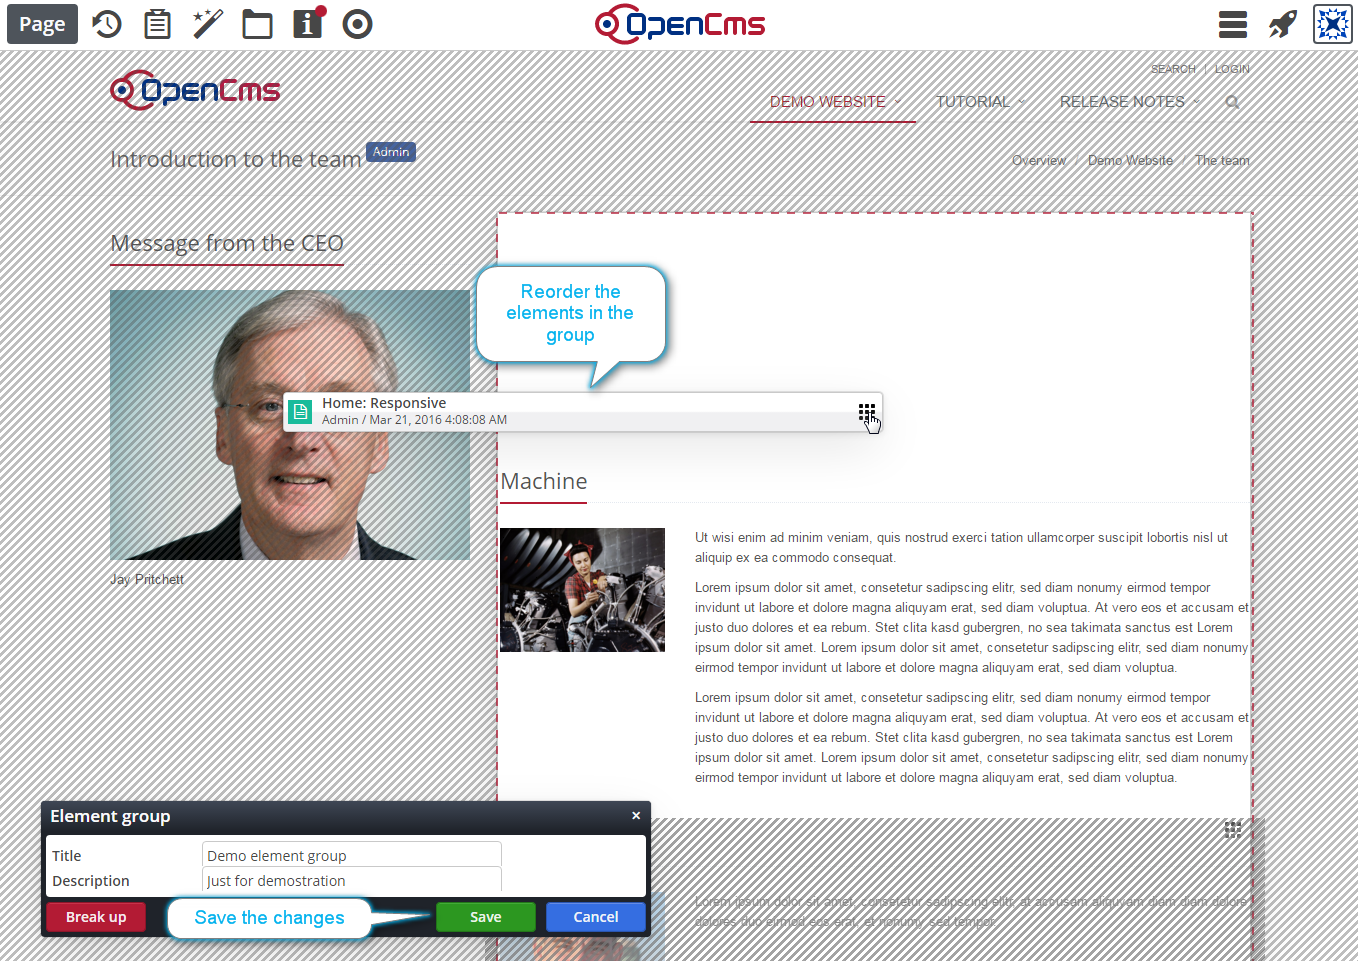 Page
OpenCms
SEARCH | LOGIN
OpenCms
DEMO WEBSITE TUTORIAL RELEASE NOTES
Introduction to the team Admin
Overview / Demo Website / The team
Message from the CEO
Reorder the
elements in the
group
Home: Responsive
Admin / Mar 21, 2016 4:08:08 AM
Machine
Ut wisi enim ad minim veniam, quis nostrud exerci tation ullamcorper suscipit lobortis nisl ut
aliquip ex ea commodo consequat.
Jay Pritchett
Lorem ipsum dolor sit amet, consetetur sadipscing elitr, sed diam nonumy eirmod tempor
invidunt ut labore et dolore magna aliquyam erat, sed diam voluptua. At vero eos et accusam et
justo duo dolores et ea rebum. Stet clita kasd gubergren, no sea takimata sanctus est Lorem
ipsum dolor sit amet. Lorem ipsum dolor sit amet, consetetur sadipscing elitr, sed diam nonumy
eirmod tempor invidunt ut labore et dolore magna aliquyam erat, sed diam voluptua.
Lorem ipsum dolor sit amet, consetetur sadipscing elitr, sed diam nonumy eirmod tempor
invidunt ut labore et dolore magna aliquyam erat, sed diam voluptua. At vero eos et accusam et
justo duo dolores et ea rebum. Stet clita kasd gubergren, no sea takimata sanctus est Lorem
ipsum dolor sit amet. Lorem ipsum dolor sit amet, consetetur sadipscing elitr, sed diam nonumy
eirmod tempor invidunt ut labore et dolore magna aliquyam erat, sed diam voluptua.
Element group
Title Demo element group
Description Just for demostration
Break up Save the changes Save Cancel
Lorem ipsum dolor sit amet, consetetur sadipscing elitr, at accusam aliquyam diam diam dolore
dolores duo eirmod eos erat, et nonumy sed tempor.